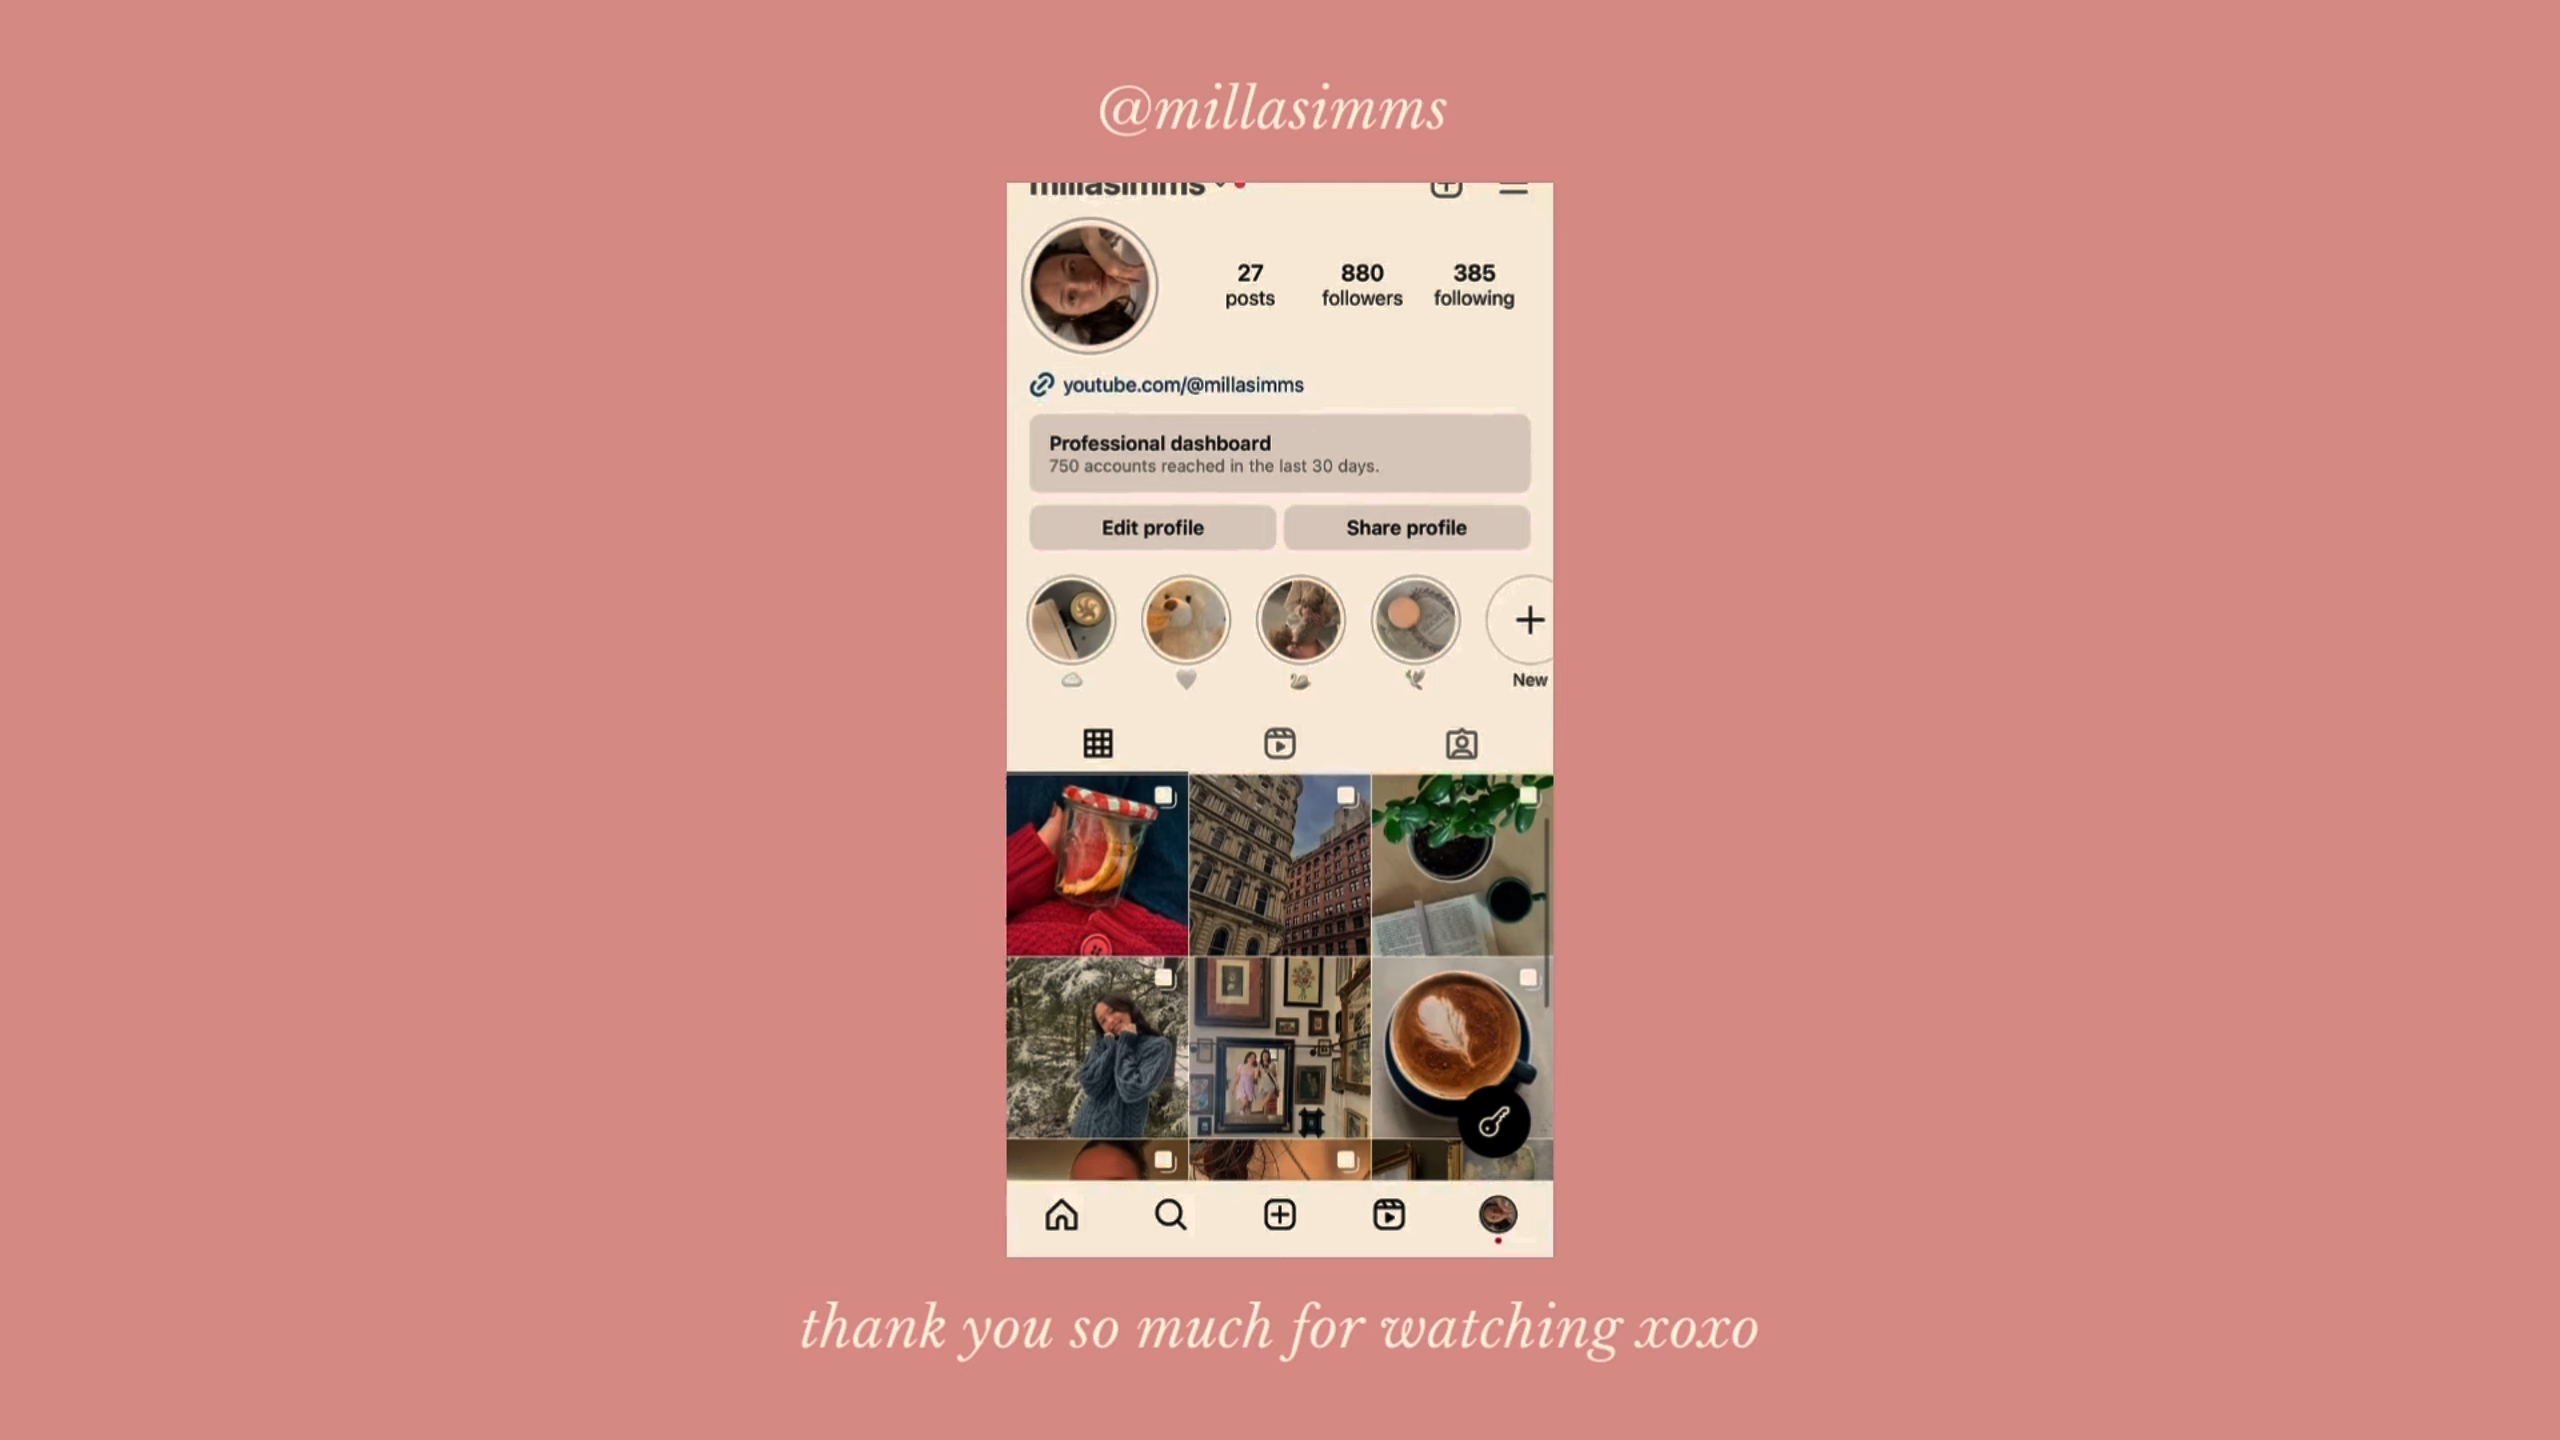 @millasimms
millasimms
27 880 385
posts followers following
youtube.com/@millasimms
Professional dashboard
750 accounts reached in the last 30 days.
Edit profile Share profile
New
thank you so much for watching xoxo